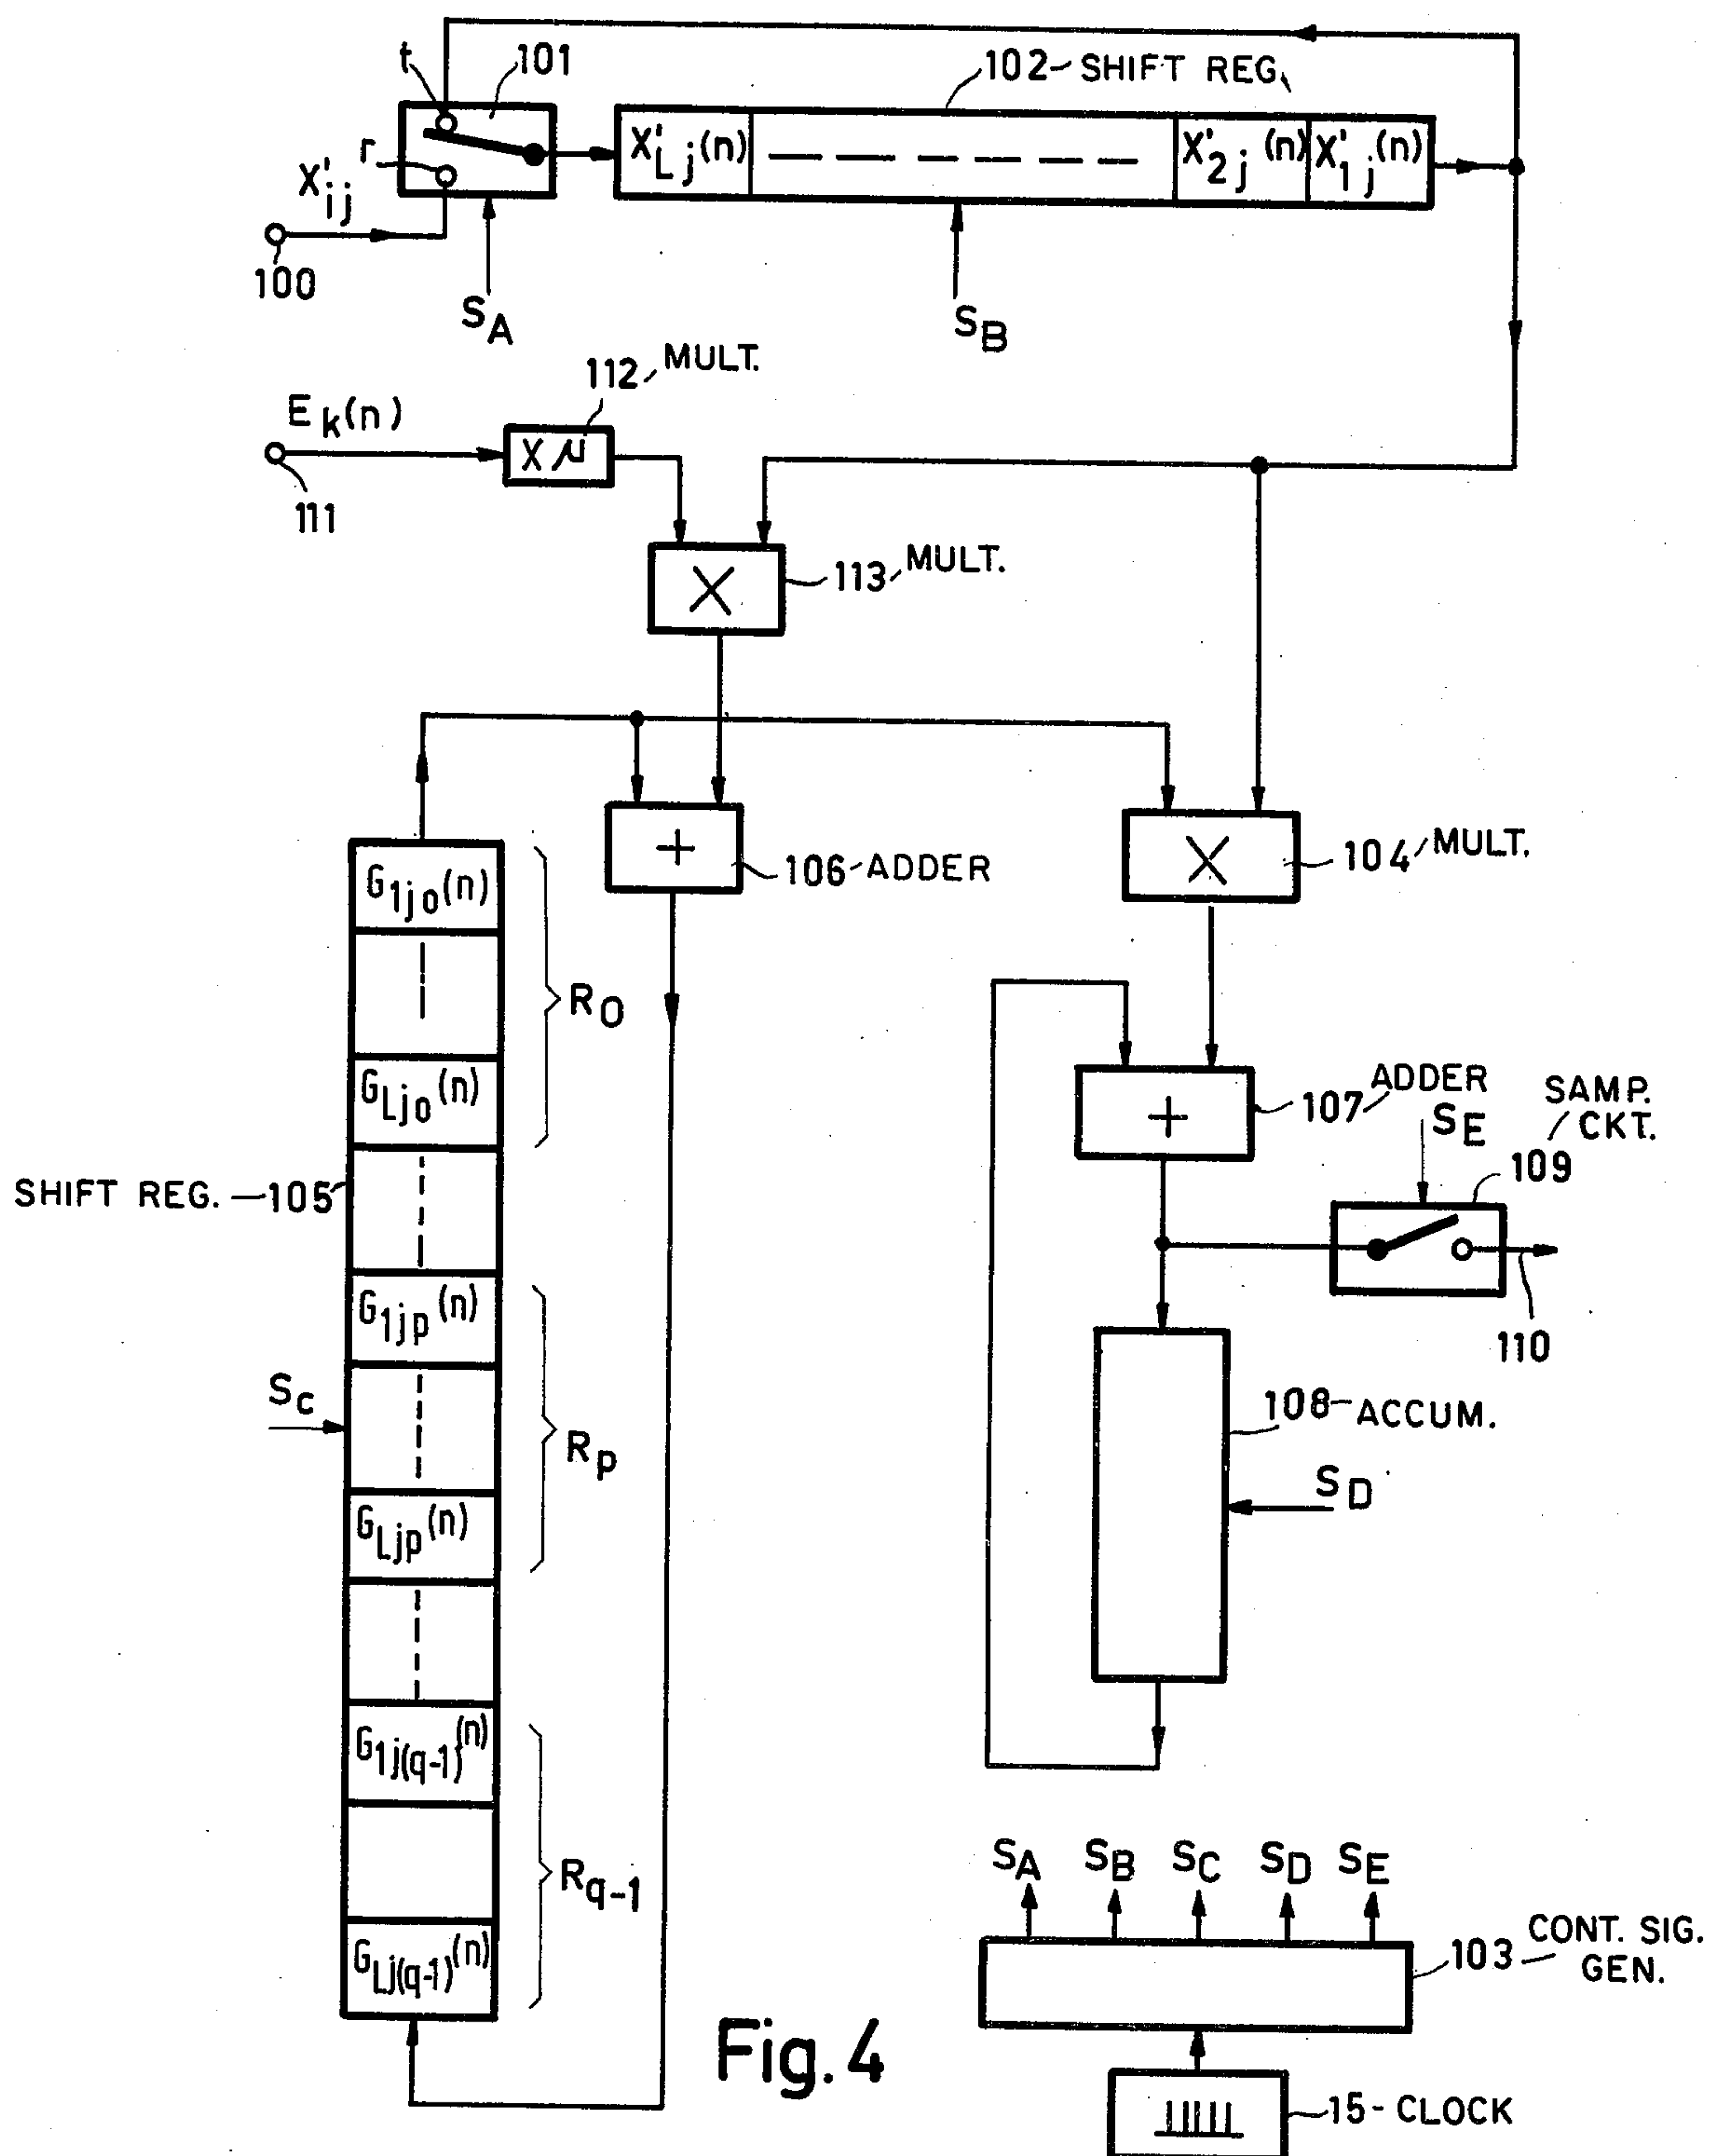 t 101
102 - SHIFT REG.
r
X'ij
X'Lj(n) X'2j(n) X'1j(n)
100
SA
SB
112 MULT.
Ek(n)
X μ
111
X
113 MULT.
+
106 - ADDER
X
104 MULT.
G1jo(n)
R0
GLjo(n)
+
107 ADDER
SE
SAMP. CKT.
109
SHIFT REG. - 105
110
G1jp(n)
Sc
Rp
108 - ACCUM.
SD
GLjp(n)
G1j(q-1)(n)
Rq-1
GLj(q-1)(n)
SA SB SC SD SE
103 CONT. SIG.
GEN.
Fig. 4
15 - CLOCK